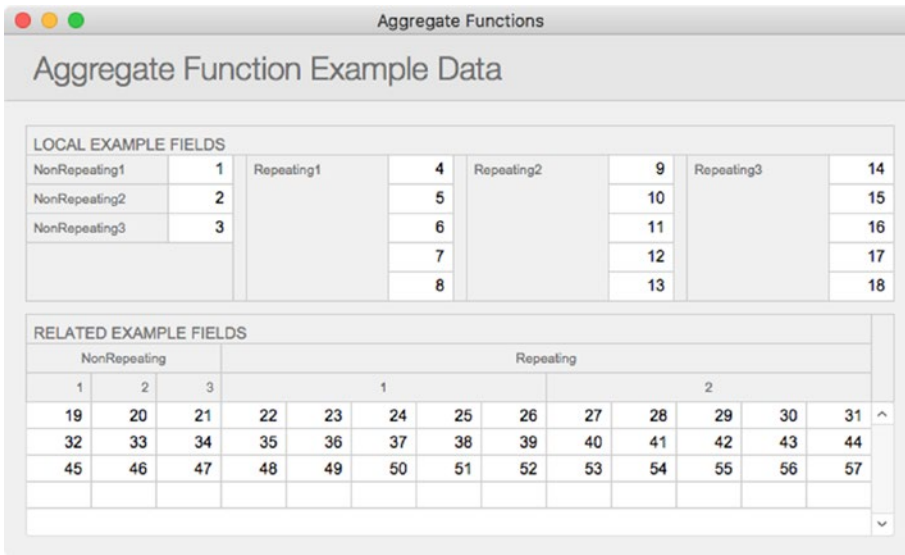 Aggregate Functions
Aggregate Function Example Data
LOCAL EXAMPLE FIELDS
NonRepeating1 1 Repeating1 4 Repeating2 9 Repeating3 14
NonRepeating2 2 5 10 15
NonRepeating3 3 6 11 16
7 12 17
8 13 18
RELATED EXAMPLE FIELDS
NonRepeating Repeating
1 2 3 1 2
19 20 21 22 23 24 25 26 27 28 29 30 31
32 33 34 35 36 37 38 39 40 41 42 43 44
45 46 47 48 49 50 51 52 53 54 55 56 57